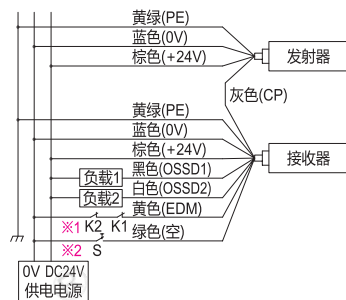 黄绿(PE)
蓝色(0V)
棕色(+24V)
发射器
灰色(CP)
黄绿(PE)
蓝色(0V)
棕色(+24V)
接收器
黑色(OSSD1)
负载1
白色(OSSD2)
负载2
黄色(EDM)
※1 K2 K1
绿色(空)
※2 S
0V DC24V
供电电源